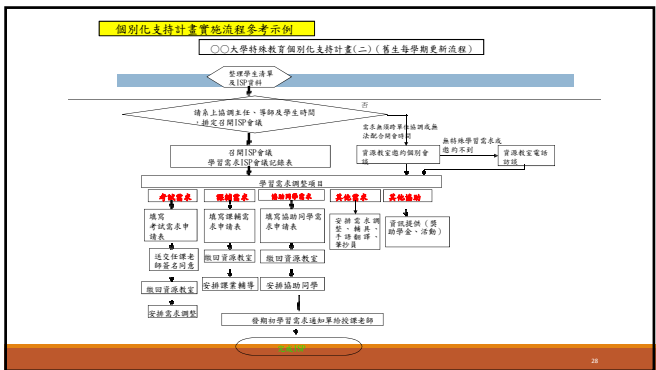 個別化支持計畫實施流程參考示例
○○大學特殊教育個別化支持計畫(二)(舊生每學期更新流程)
整理學生清單
及ISP資料
請系上協調主任、導師及學生時間
，排定召開ISP會議
否
需求無須跨單位協調或無
法配合開會時間
召開ISP會議
學習需求ISP會議記錄表
資源教室邀約個別會
談
無特殊學習需求或
邀約不到
資源教室電話
訪談
學習需求調整項目
考試需求
課輔需求
協助同學需求
其他需求
其他協助
填寫
考試需求申
請表
填寫課輔需
求申請表
填寫協助同學需
求申請表
安排需求調
整、輔具、
手語翻譯、
筆抄員
資訊提供（獎
助學金、活動）
送交任課老
師簽名同意
繳回資源教室
繳回資源教室
繳回資源教室
安排課業輔導
安排協助同學
安排需求調整
發期初學習需求通知單給授課老師
28